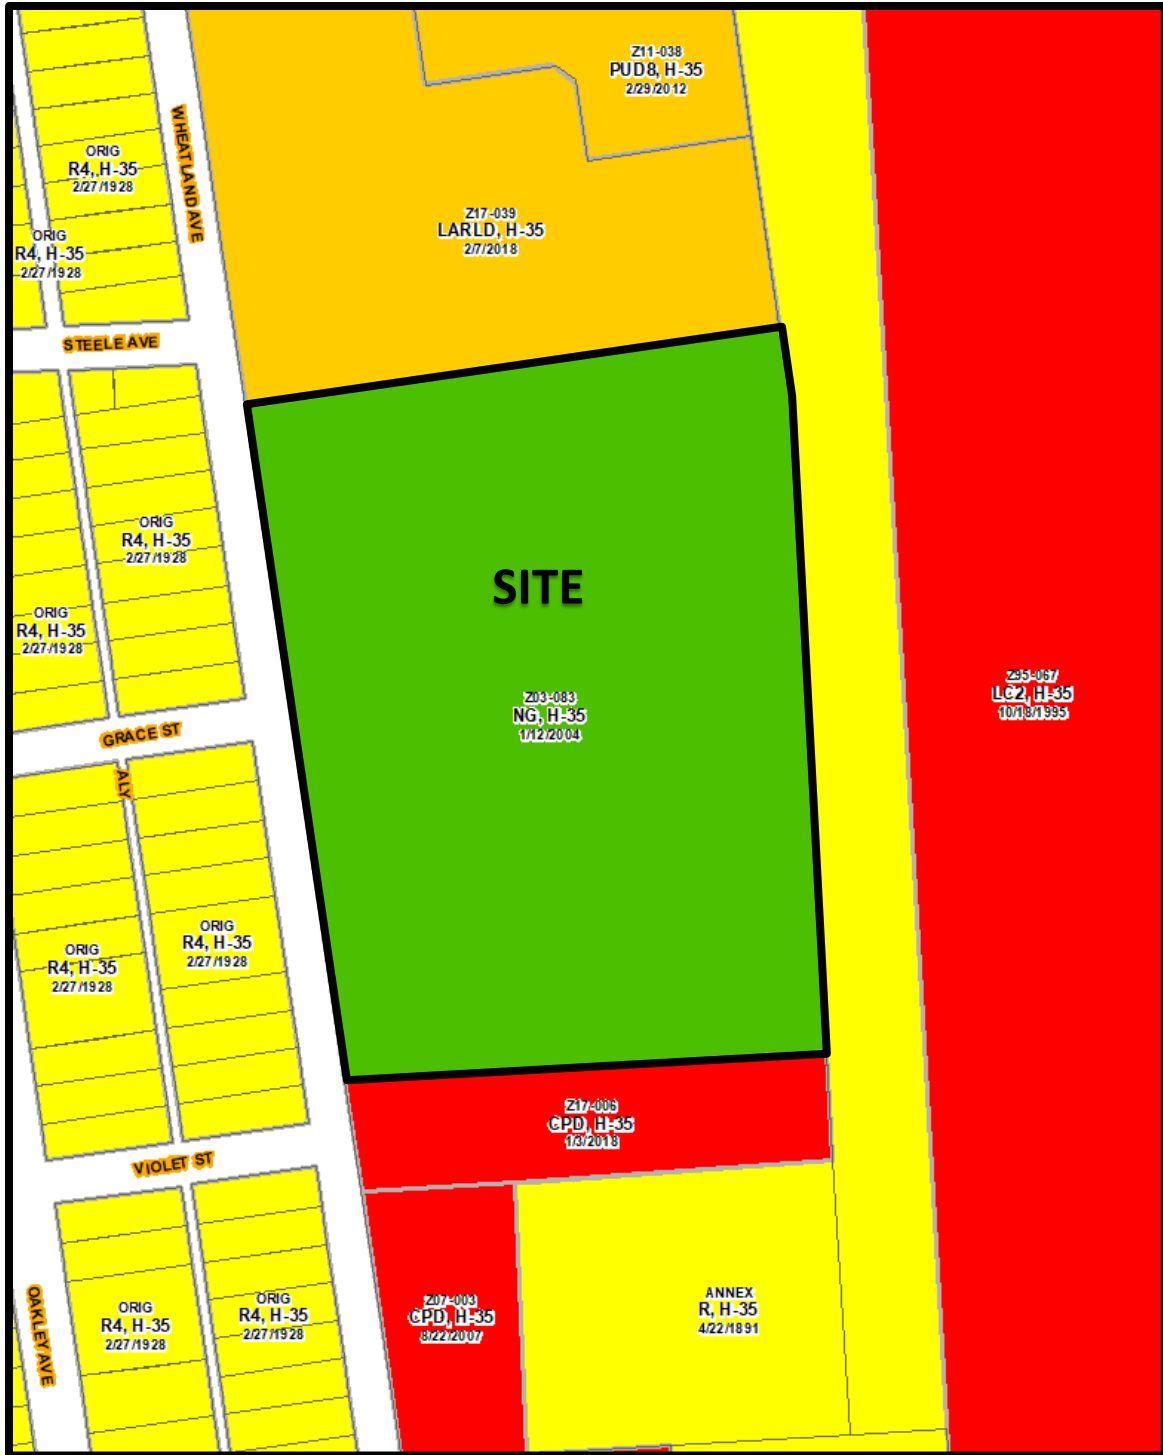 Z11-038
PUD8, H-35
2/29/2012
WHEATLAND AVE
ORIG
R4, H-35
2/27/1928
Z17-039
LARLD, H-35
2/7/2018
ORIG
R4, H-35
2/27/1928
STEELE AVE
ORIG
R4, H-35
2/27/1928
SITE
ORIG
R4, H-35
2/27/1928
Z95-067
LC2, H-35
10/18/1995
Z03-083
NG, H-35
1/12/2004
GRACE ST
ALY
ORIG
R4, H-35
2/27/1928
ORIG
R4, H-35
2/27/1928
Z17-006
CPD, H-35
1/3/2018
VIOLET ST
OAKLEY AVE
ORIG
R4, H-35
2/27/1928
ORIG
R4, H-35
2/27/1928
Z07-003
CPD, H-35
8/22/2007
ANNEX
R, H-35
4/22/1891